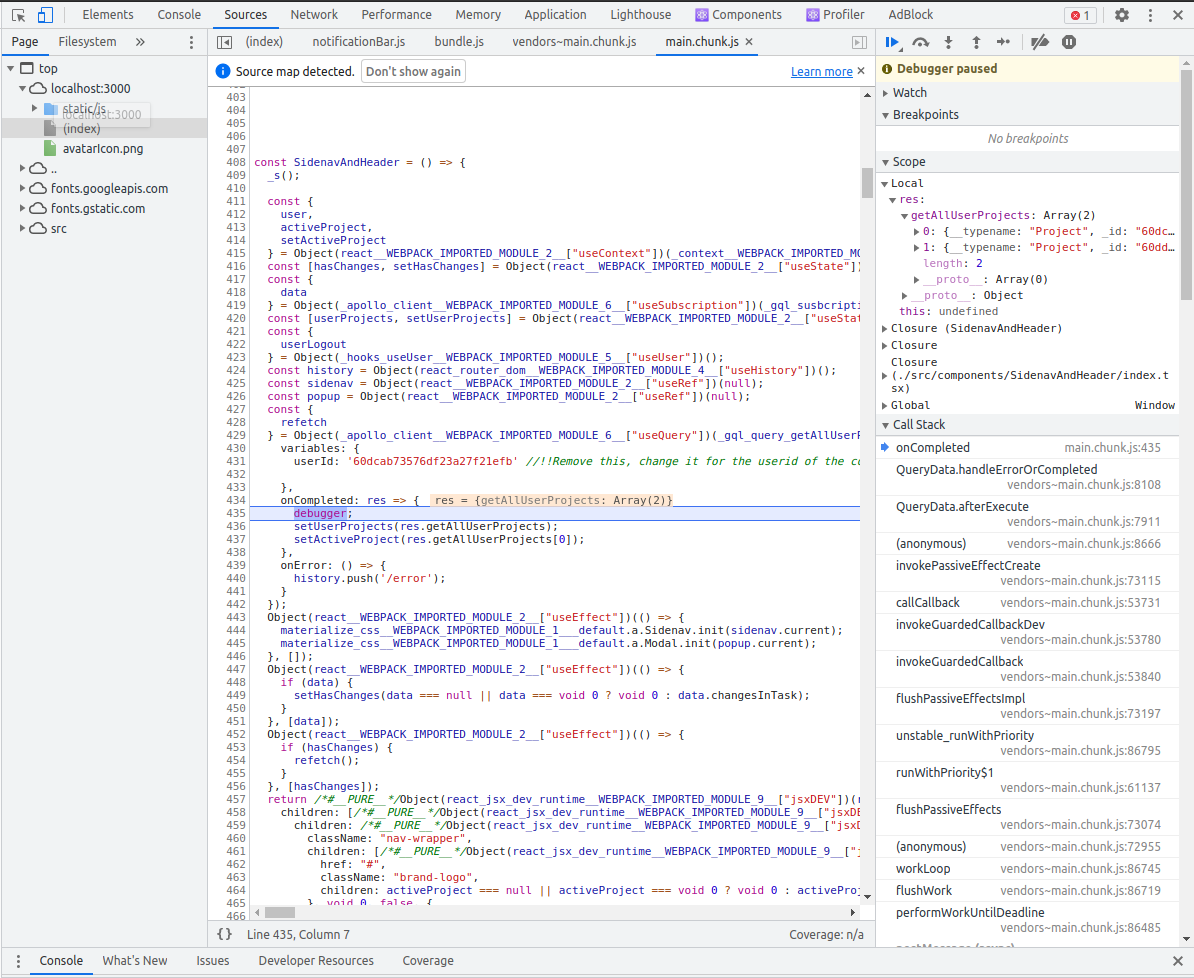 Elements Console Sources Network Performance Memory Application Lighthouse Components Profiler AdBlock 1
Page Filesystem »
(index) notificationBar.js bundle.js vendors~main.chunk.js main.chunk.js ×
top
localhost:3000
static/js
localhost:3000
(index)
avatarIcon.png
..
fonts.googleapis.com
fonts.gstatic.com
src
Source map detected. Don't show again Learn more ×
403
404
405
406
407
408 const SidenavAndHeader = () => {
409 _s();
410
411 const {
412 user,
413 activeProject,
414 setActiveProject
415 } = Object(react__WEBPACK_IMPORTED_MODULE_2__["useContext"])(_context__WEBPACK_IMPORTED_MO
416 const [hasChanges, setHasChanges] = Object(react__WEBPACK_IMPORTED_MODULE_2__["useState"])
417 const {
418 data
419 } = Object(_apollo_client__WEBPACK_IMPORTED_MODULE_6__["useSubscription"])(_gql_susbcripti
420 const [userProjects, setUserProjects] = Object(react__WEBPACK_IMPORTED_MODULE_2__["useStat
421 const {
422 userLogout
423 } = Object(_hooks_useUser__WEBPACK_IMPORTED_MODULE_5__["useUser"])();
424 const history = Object(react_router_dom__WEBPACK_IMPORTED_MODULE_4__["useHistory"])();
425 const sidenav = Object(react__WEBPACK_IMPORTED_MODULE_2__["useRef"])(null);
426 const popup = Object(react__WEBPACK_IMPORTED_MODULE_2__["useRef"])(null);
427 const {
428 refetch
429 } = Object(_apollo_client__WEBPACK_IMPORTED_MODULE_6__["useQuery"])(_gql_query_getAllUserP
430 variables: {
431 userId: '60dcab73576df23a27f21efb' //!!Remove this, change it for the userid of the co
432
433 },
434 onCompleted: res => { res = {getAllUserProjects: Array(2)}
435 debugger;
436 setUserProjects(res.getAllUserProjects);
437 setActiveProject(res.getAllUserProjects[0]);
438 },
439 onError: () => {
440 history.push('/error');
441 }
442 });
443 Object(react__WEBPACK_IMPORTED_MODULE_2__["useEffect"])(() => {
444 materialize_css__WEBPACK_IMPORTED_MODULE_1___default.a.Sidenav.init(sidenav.current);
445 materialize_css__WEBPACK_IMPORTED_MODULE_1___default.a.Modal.init(popup.current);
446 }, []);
447 Object(react__WEBPACK_IMPORTED_MODULE_2__["useEffect"])(() => {
448 if (data) {
449 setHasChanges(data === null || data === void 0 ? void 0 : data.changesInTask);
450 }
451 }, [data]);
452 Object(react__WEBPACK_IMPORTED_MODULE_2__["useEffect"])(() => {
453 if (hasChanges) {
454 refetch();
455 }
456 }, [hasChanges]);
457 return /*#__PURE__*/Object(react_jsx_dev_runtime__WEBPACK_IMPORTED_MODULE_9__["jsxDEV"])(r
458 children: [/*#__PURE__*/Object(react_jsx_dev_runtime__WEBPACK_IMPORTED_MODULE_9__["jsxDE
459 children: /*#__PURE__*/Object(react_jsx_dev_runtime__WEBPACK_IMPORTED_MODULE_9__["jsxD
460 className: "nav-wrapper",
461 children: [/*#__PURE__*/Object(react_jsx_dev_runtime__WEBPACK_IMPORTED_MODULE_9__["j
462 href: "#",
463 className: "brand-logo",
464 children: activeProject === null || activeProject === void 0 ? void 0 : activeProj
465 }, void 0, false, {
466
{} Line 435, Column 7 Coverage: n/a
Debugger paused
Watch
Breakpoints
No breakpoints
Scope
Local
res:
getAllUserProjects: Array(2)
0: {__typename: "Project", _id: "60dc…
1: {__typename: "Project", _id: "60dd…
length: 2
__proto__: Array(0)
__proto__: Object
this: undefined
Closure (SidenavAndHeader)
Closure
Closure
(./src/components/SidenavAndHeader/index.t
sx)
Global Window
Call Stack
onCompleted main.chunk.js:435
QueryData.handleErrorOrCompleted
vendors~main.chunk.js:8108
QueryData.afterExecute
vendors~main.chunk.js:7911
(anonymous) vendors~main.chunk.js:8666
invokePassiveEffectCreate
vendors~main.chunk.js:73115
callCallback vendors~main.chunk.js:53731
invokeGuardedCallbackDev
vendors~main.chunk.js:53780
invokeGuardedCallback
vendors~main.chunk.js:53840
flushPassiveEffectsImpl
vendors~main.chunk.js:73197
unstable_runWithPriority
vendors~main.chunk.js:86795
runWithPriority$1
vendors~main.chunk.js:61137
flushPassiveEffects
vendors~main.chunk.js:73074
(anonymous) vendors~main.chunk.js:72955
workLoop vendors~main.chunk.js:86745
flushWork vendors~main.chunk.js:86719
performWorkUntilDeadline
vendors~main.chunk.js:86485
Console What's New Issues Developer Resources Coverage